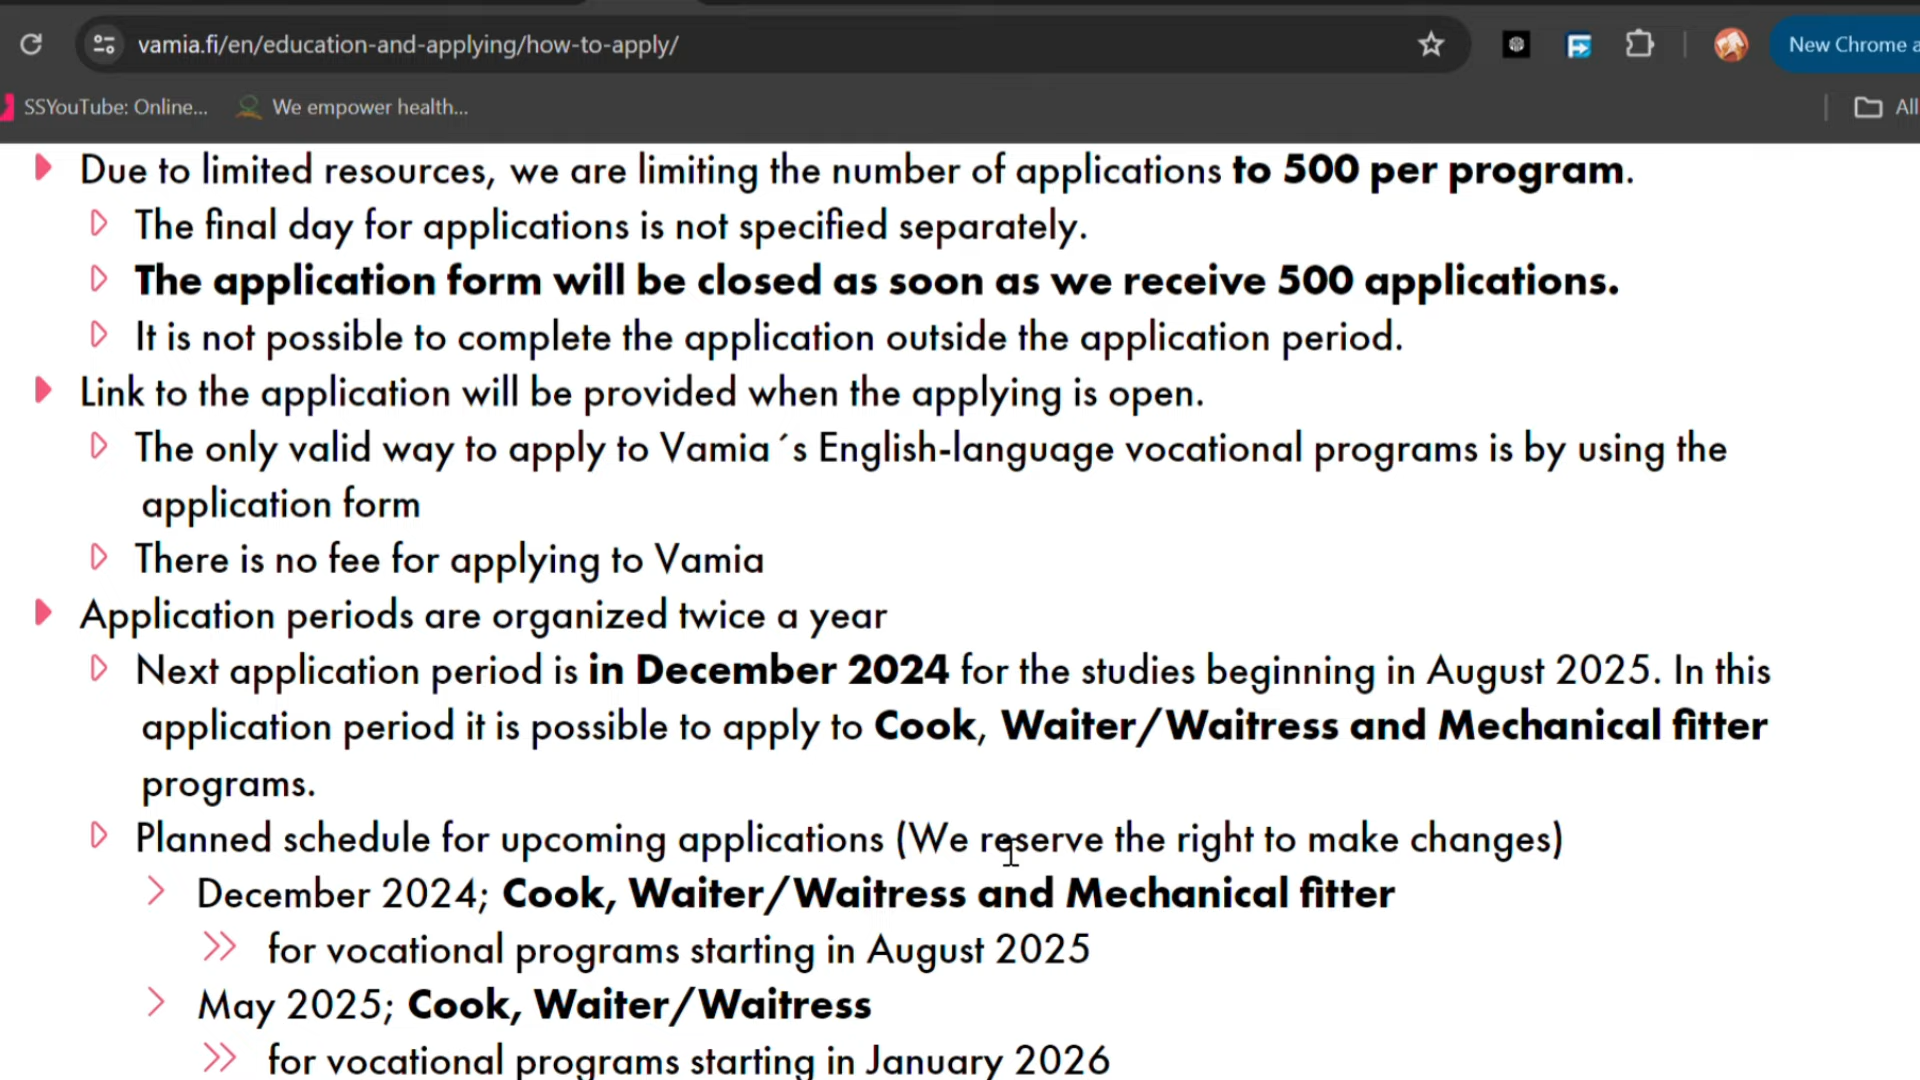 vamia.fi/en/education-and-applying/how-to-apply/
New Chrome a
SSYouTube: Online...
We empower health...
All
Due to limited resources, we are limiting the number of applications to 500 per program.
The final day for applications is not specified separately.
The application form will be closed as soon as we receive 500 applications.
It is not possible to complete the application outside the application period.
Link to the application will be provided when the applying is open.
The only valid way to apply to Vamia´s English-language vocational programs is by using the
application form
There is no fee for applying to Vamia
Application periods are organized twice a year
Next application period is in December 2024 for the studies beginning in August 2025. In this
application period it is possible to apply to Cook, Waiter/Waitress and Mechanical fitter
programs.
Planned schedule for upcoming applications (We reserve the right to make changes)
December 2024; Cook, Waiter/Waitress and Mechanical fitter
for vocational programs starting in August 2025
May 2025; Cook, Waiter/Waitress
for vocational programs starting in January 2026